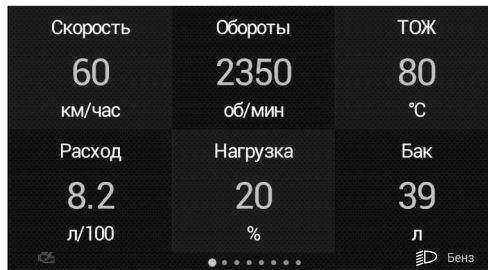 Скорость Обороты ТОЖ
60 2350 80
км/час об/мин °C
Расход Нагрузка Бак
8.2 20 39
л/100 % л
Бенз